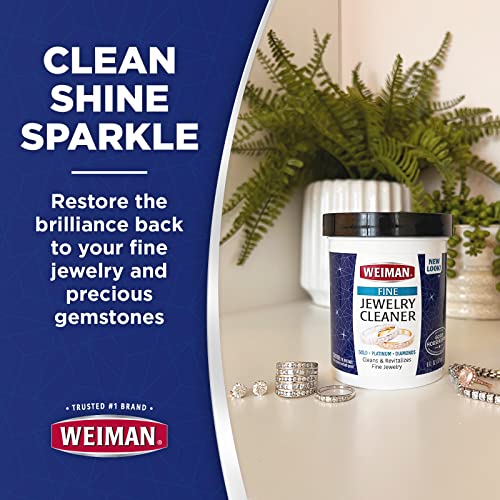 CLEAN
SHINE
SPARKLE
Restore the
brilliance back
to your fine
jewelry and
precious
gemstones
• TRUSTED #1 BRAND •
WEIMAN®
WEIMAN
FINE
JEWELRY
CLEANER
GOLD • PLATINUM • DIAMONDS
Cleans & Revitalizes
Fine Jewelry
NEW
LOOK!